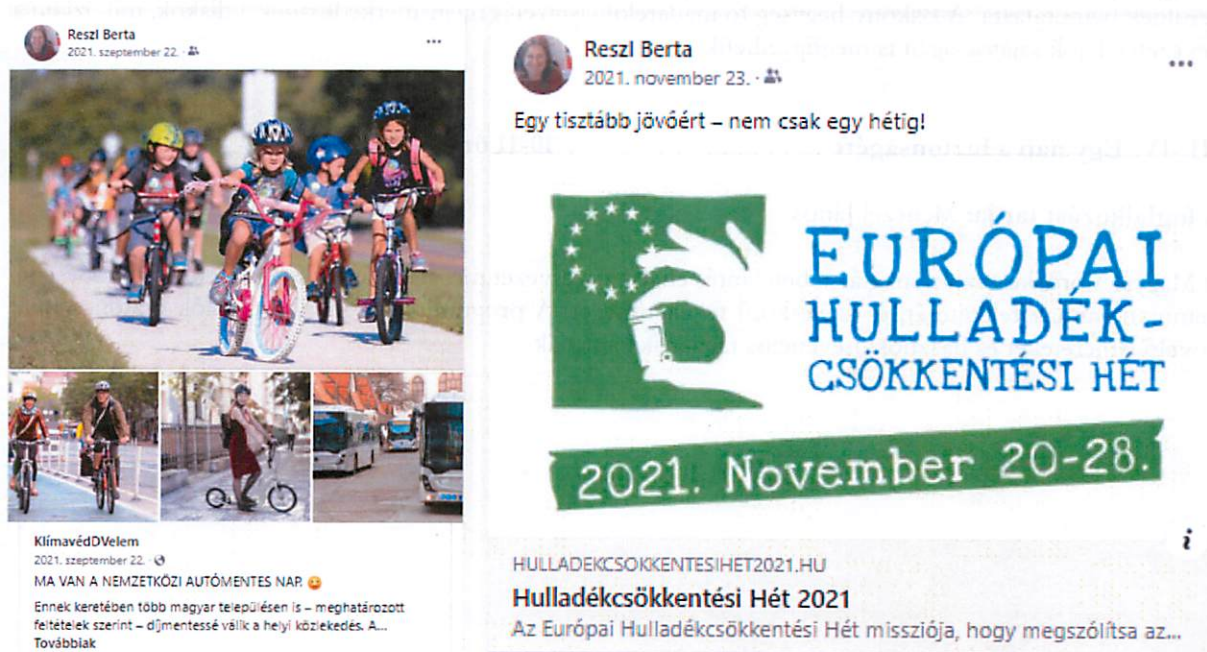 Reszl Berta
2021. szeptember 22.
KlímavédDVelem
2021. szeptember 22.
MA VAN A NEMZETKÖZI AUTÓMENTES NAP.
Ennek keretében több magyar településen is – meghatározott
feltételek szerint – díjmentessé válik a helyi közlekedés. A...
Továbbiak
Reszl Berta
2021. november 23.
Egy tisztább jövőért – nem csak egy hétig!
EURÓPAI
HULLADÉK-
CSÖKKENTÉSI HÉT
2021. November 20-28.
HULLADEKCSOKKENTESIHET2021.HU
Hulladékcsökkentési Hét 2021
Az Európai Hulladékcsökkentési Hét missziója, hogy megszólítsa az...